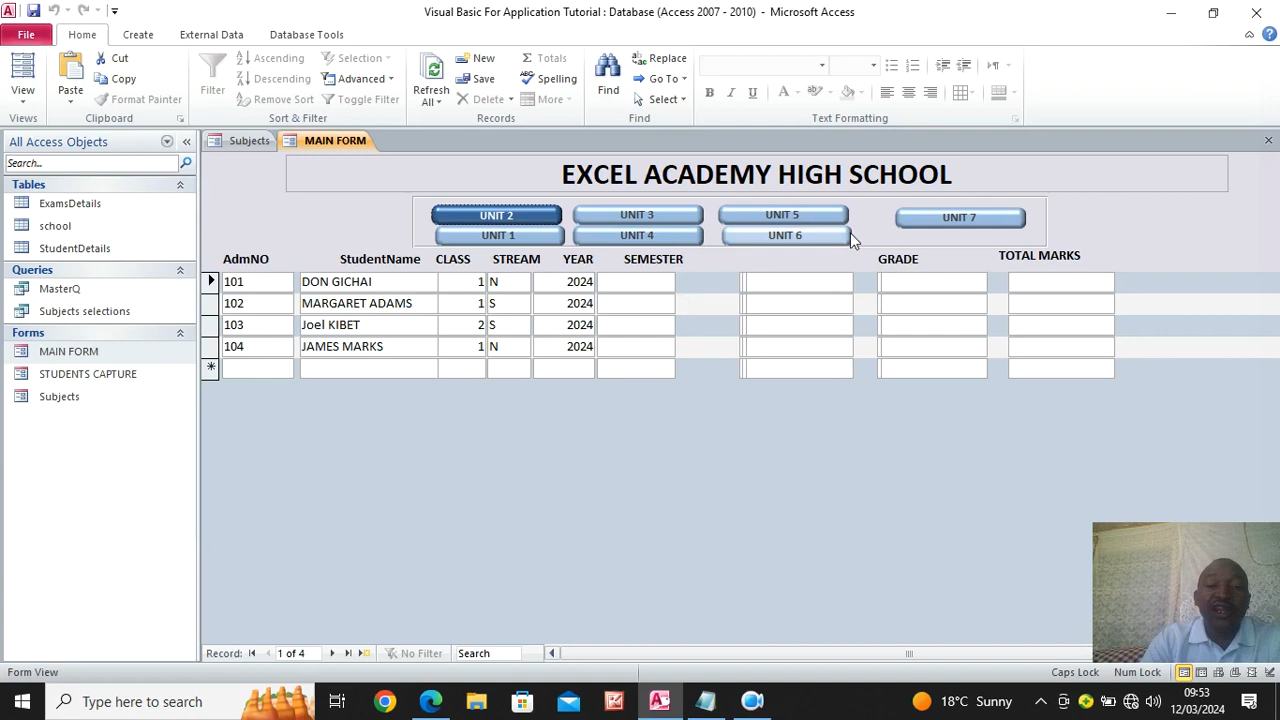 Visual Basic For Application Tutorial : Database (Access 2007 - 2010) - Microsoft Access
File Home Create External Data Database Tools
View
Views
Paste
Cut
Copy
Format Painter
Clipboard
Filter
Ascending
Descending
Remove Sort
Selection
Advanced
Toggle Filter
Sort & Filter
Refresh All
New
Save
Delete
Totals
Spelling
More
Records
Find
Replace
Go To
Select
Find
B I U A
Text Formatting
All Access Objects
Search..
Tables
ExamsDetails
school
StudentDetails
Queries
MasterQ
Subjects selections
Forms
MAIN FORM
STUDENTS CAPTURE
Subjects
Subjects MAIN FORM
EXCEL ACADEMY HIGH SCHOOL
UNIT 2 UNIT 3 UNIT 5 UNIT 7
UNIT 1 UNIT 4 UNIT 6
AdmNO StudentName CLASS STREAM YEAR SEMESTER GRADE TOTAL MARKS
101 DON GICHAI 1 N 2024
102 MARGARET ADAMS 1 S 2024
103 Joel KIBET 2 S 2024
104 JAMES MARKS 1 N 2024
Record: 1 of 4 No Filter Search
Form View Caps Lock Num Lock
Type here to search 18°C Sunny 09:53
12/03/2024